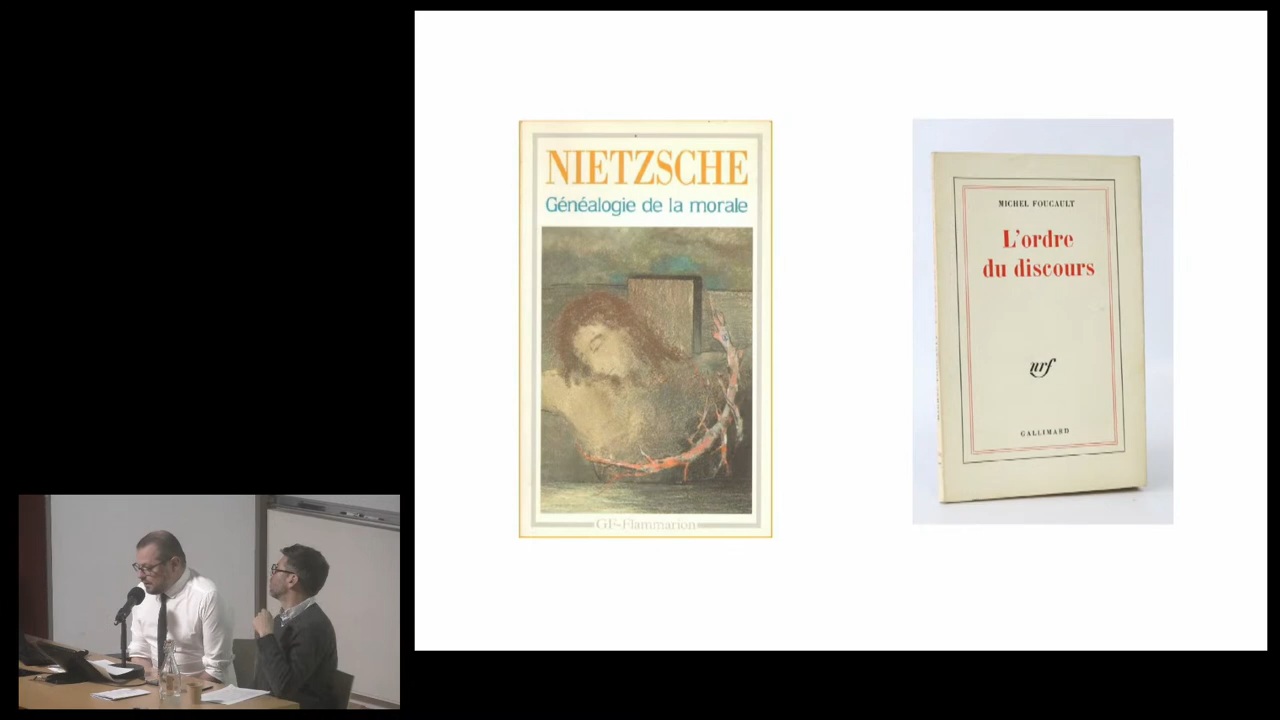 NIETZSCHE
Généalogie de la morale
GF-Flammarion
MICHEL FOUCAULT
L'ordre
du discours
nrf
GALLIMARD